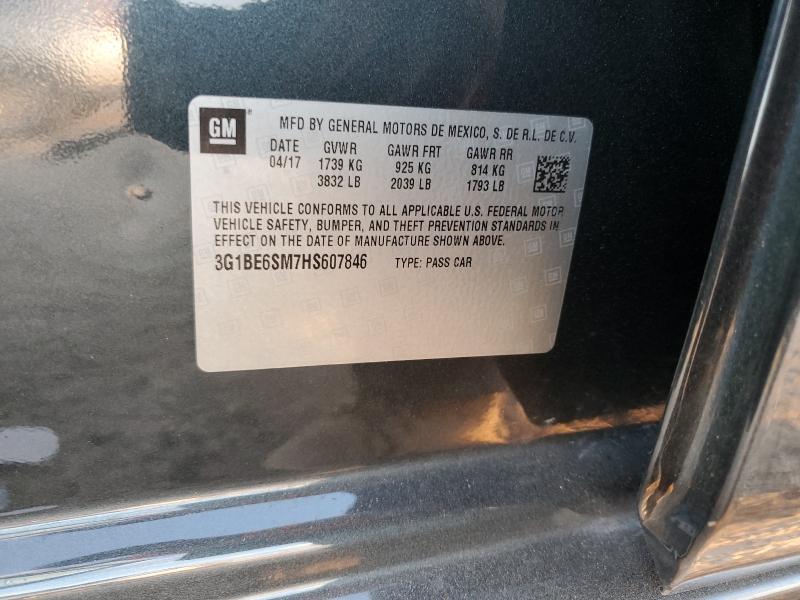 GM
MFD BY GENERAL MOTORS DE MEXICO, S. DE R.L. DE C.V.
DATE GVWR GAWR FRT GAWR RR
04/17 1739 KG 925 KG 814 KG
3832 LB 2039 LB 1793 LB
THIS VEHICLE CONFORMS TO ALL APPLICABLE U.S. FEDERAL MOTOR
VEHICLE SAFETY, BUMPER, AND THEFT PREVENTION STANDARDS IN
EFFECT ON THE DATE OF MANUFACTURE SHOWN ABOVE.
3G1BE6SM7HS607846 TYPE: PASS CAR